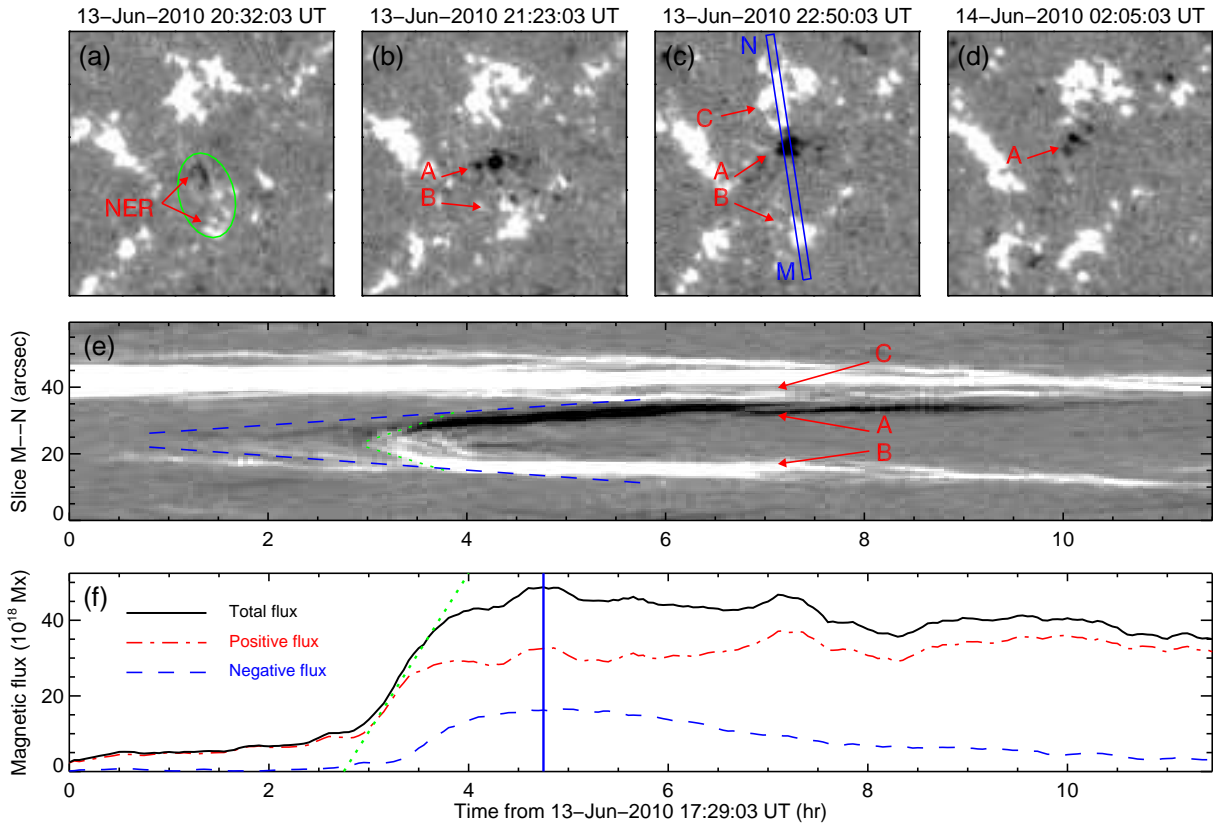 13-Jun-2010 20:32:03 UT
13-Jun-2010 21:23:03 UT
13-Jun-2010 22:50:03 UT
14-Jun-2010 02:05:03 UT
(a)
NER
(b)
A
B
(c)
N
C
A
B
M
(d)
A
(e)
Slice M---N (arcsec)
40
20
0
C
A
B
0 2 4 6 8 10
(f)
Magnetic flux (10¹⁸ Mx)
40
20
0
Total flux
Positive flux
Negative flux
0 2 4 6 8 10
Time from 13-Jun-2010 17:29:03 UT (hr)